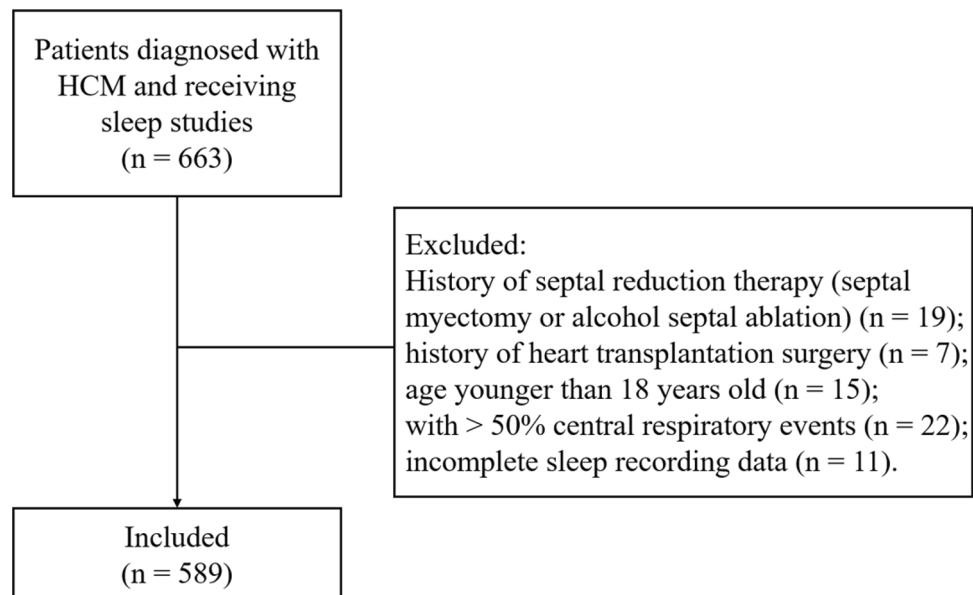 Patients diagnosed with
HCM and receiving
sleep studies
(n = 663)
Excluded:
History of septal reduction therapy (septal
myectomy or alcohol septal ablation) (n = 19);
history of heart transplantation surgery (n = 7);
age younger than 18 years old (n = 15);
with > 50% central respiratory events (n = 22);
incomplete sleep recording data (n = 11).
Included
(n = 589)